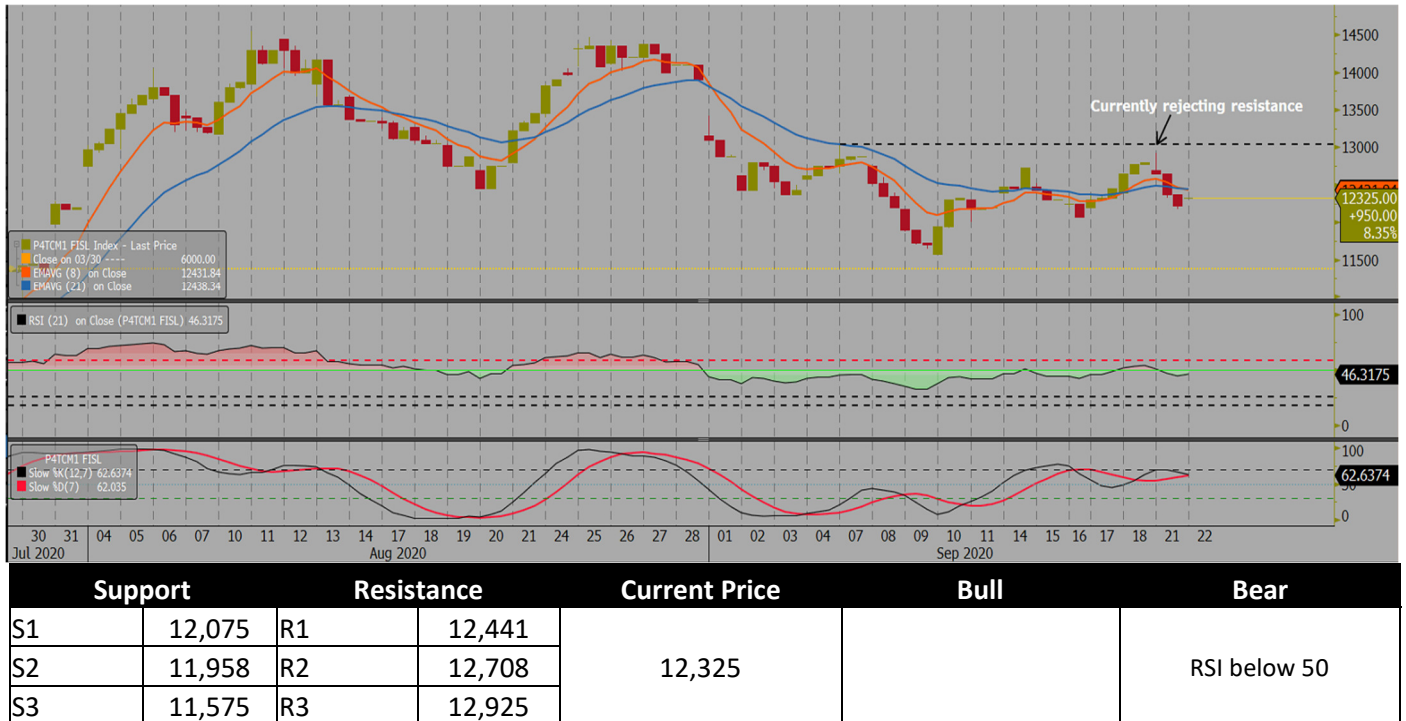 14500
14000
13500
Currently rejecting resistance
13000
12325.00
+950.00
8.35%
11500
P4TCM1 FISL Index - Last Price
Close on 03/30 ---- 6000.00
EMAVG (8) on Close 12431.84
EMAVG (21) on Close 12438.34
RSI (21) on Close (P4TCM1 FISL) 46.3175
100
46.3175
0
P4TCM1 FISL
Slow %K(12,7) 62.6374
Slow %D(7) 62.035
100
62.6374
50
0
30 31 04 05 06 07 10 11 12 13 14 17 18 19 20 21 24 25 26 27 28 01 02 03 04 07 08 09 10 11 14 15 16 17 18 21 22
Jul 2020 Aug 2020 Sep 2020
Support Resistance Current Price Bull Bear
S1 12,075 R1 12,441
S2 11,958 R2 12,708 12,325 RSI below 50
S3 11,575 R3 12,925